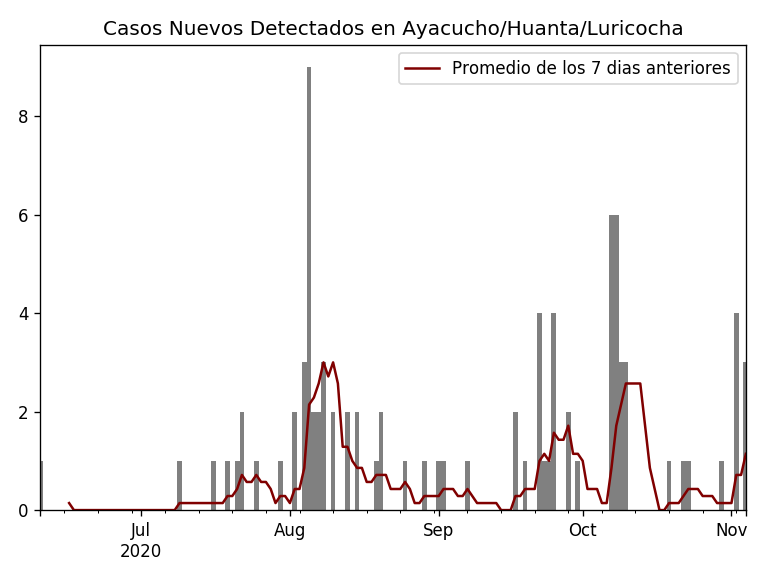 Casos Nuevos Detectados en Ayacucho/Huanta/Luricocha
Promedio de los 7 dias anteriores
8
6
4
2
0
Jul
2020
Aug
Sep
Oct
Nov